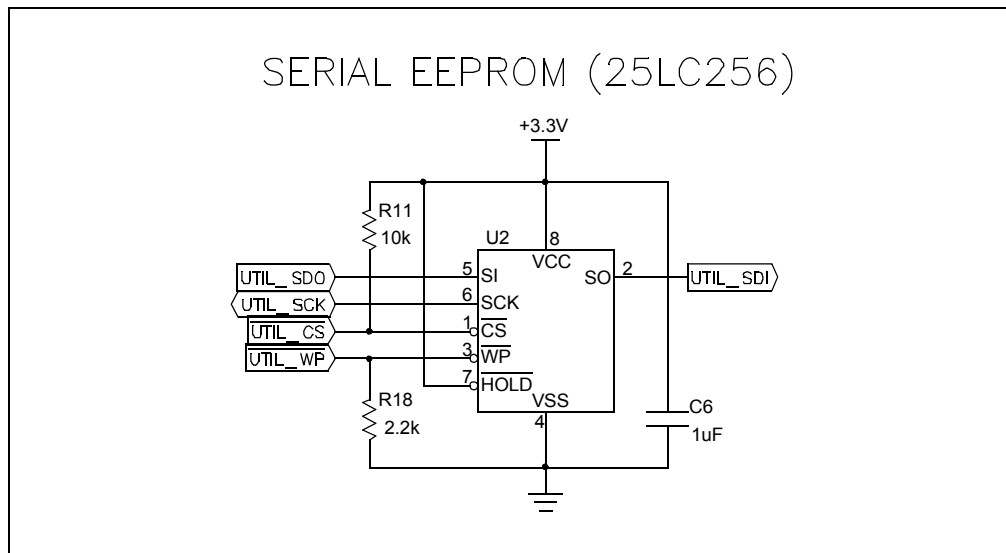 SERIAL EEPROM (25LC256)
+3.3V
R11
10k
U2
8
VCC
UTIL_SDO
5
SI
SO
2
UTIL_SDI
UTIL_SCK
6
SCK
UTIL_CS
1
CS
UTIL_WP
3
WP
7
HOLD
R18
2.2k
VSS
4
C6
1uF